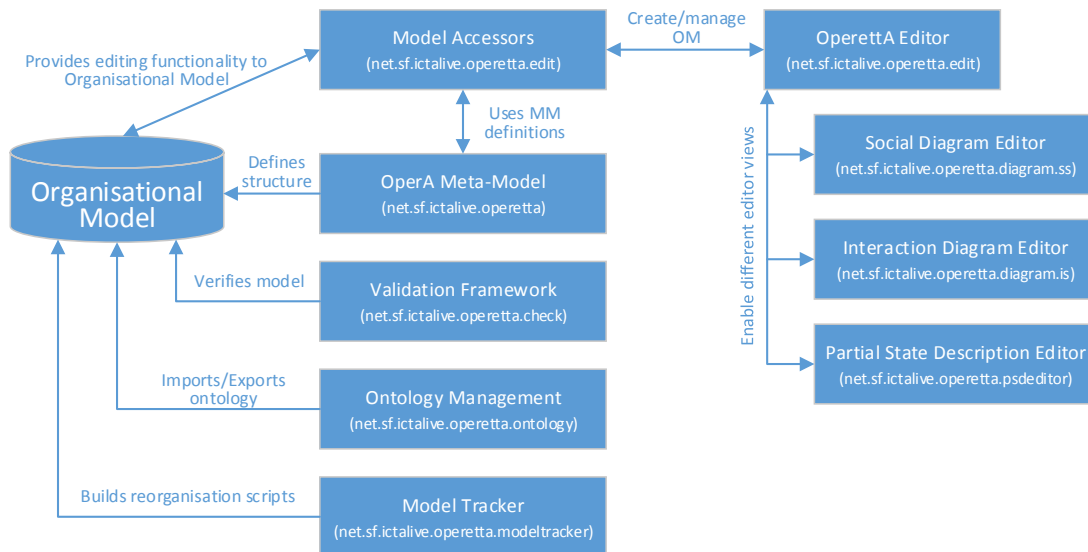 Model Accessors
(net.sf.ictalive.operetta.edit)
Create/manage
OM
OperettA Editor
(net.sf.ictalive.operetta.edit)
Provides editing functionality to
Organisational Model
Uses MM
definitions
Organisational
Model
Defines
structure
OperA Meta-Model
(net.sf.ictalive.operetta)
Verifies model
Validation Framework
(net.sf.ictalive.operetta.check)
Imports/Exports
ontology
Ontology Management
(net.sf.ictalive.operetta.ontology)
Builds reorganisation scripts
Model Tracker
(net.sf.ictalive.operetta.modeltracker)
Enable different editor views
Social Diagram Editor
(net.sf.ictalive.operetta.diagram.ss)
Interaction Diagram Editor
(net.sf.ictalive.operetta.diagram.is)
Partial State Description Editor
(net.sf.ictalive.operetta.psdeditor)